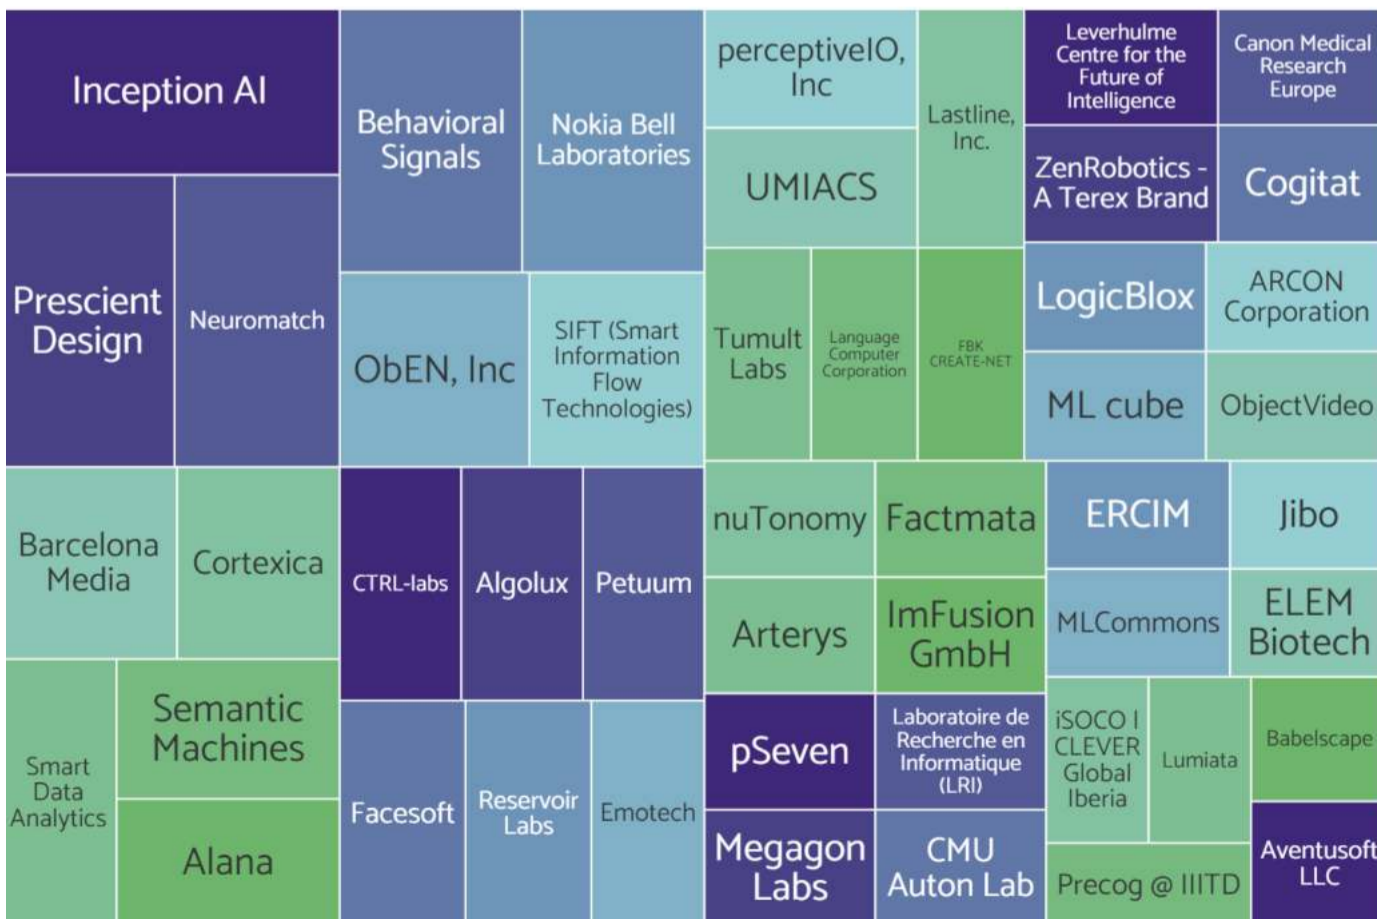 Inception AI
Prescient
Design
Neuromatch
Barcelona
Media
Cortexica
Smart
Data
Analytics
Semantic
Machines
Alana
Behavioral
Signals
Nokia Bell
Laboratories
ObEN, Inc
SIFT (Smart
Information
Flow
Technologies)
CTRL-labs
Algolux
Petuum
Facesoft
Reservoir
Labs
Emotech
perceptiveIO,
Inc
UMIACS
Lastline,
Inc.
Tumult
Labs
Language
Computer
Corporation
FBK
CREATE-NET
nuTonomy
Factmata
Arterys
ImFusion
GmbH
pSeven
Laboratoire de
Recherche en
Informatique
(LRI)
Megagon
Labs
CMU
Auton Lab
Leverhulme
Centre for the
Future of
Intelligence
Canon Medical
Research
Europe
ZenRobotics -
A Terex Brand
Cogitat
LogicBlox
ARCON
Corporation
ML cube
ObjectVideo
ERCIM
Jibo
MLCommons
ELEM
Biotech
iSOCO I
CLEVER
Global
Iberia
Lumiata
Babelscape
Precog @ IIITD
Aventusoft
LLC